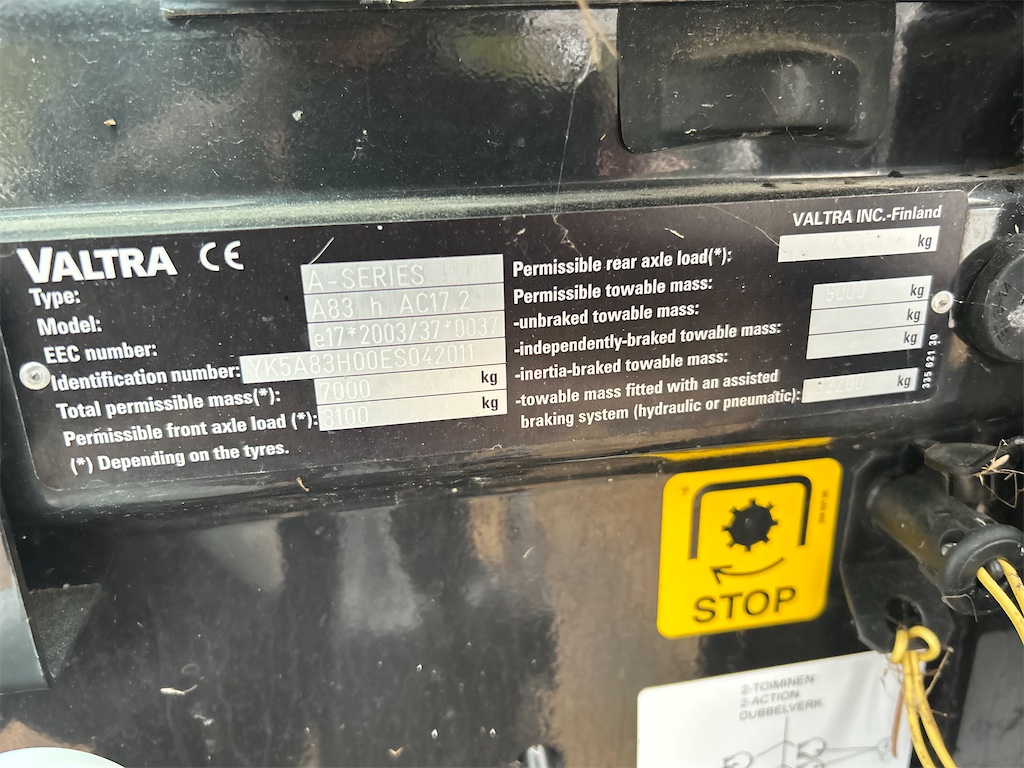 VALTRA CE
Type: A-SERIES
Model: A83 h AC17.2
EEC number: e17*2003/37*0037
Identification number: YK5A83H00ES042011
Total permissible mass(*): 7000 kg
Permissible front axle load (*): 3100 kg
(*) Depending on the tyres.
VALTRA INC.-Finland
Permissible rear axle load(*): kg
Permissible towable mass:
-unbraked towable mass: kg
-independently-braked towable mass: kg
-inertia-braked towable mass: kg
-towable mass fitted with an assisted
braking system (hydraulic or pneumatic): kg
335 621 30
STOP
2-TOIMINEN
2-ACTION
DUBBELVERK